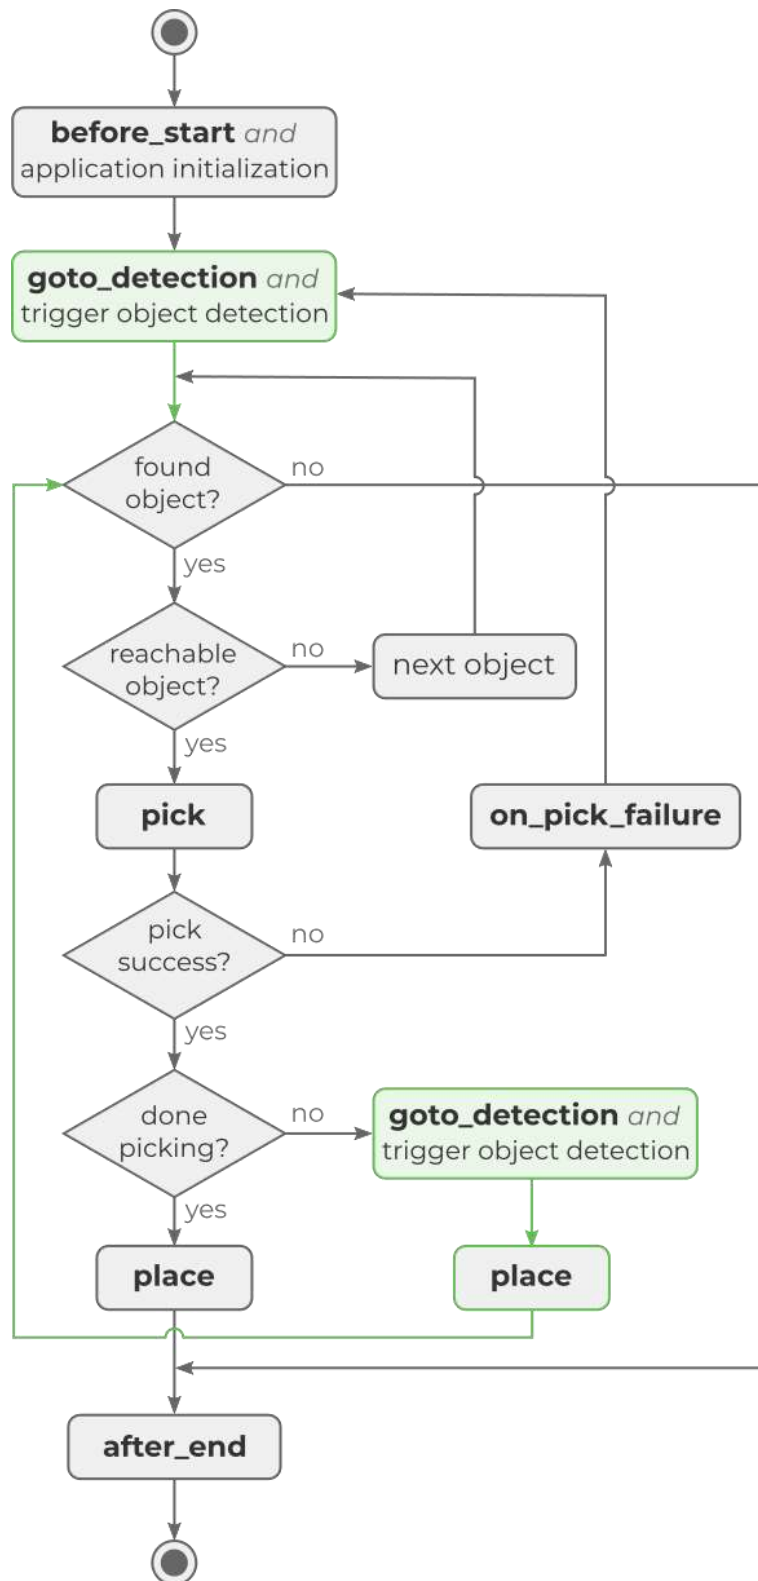 before_start and
application initialization
goto_detection and
trigger object detection
found
object?
no
yes
reachable
object?
no
next object
yes
pick
on_pick_failure
pick
success?
no
yes
done
picking?
no
goto_detection and
trigger object detection
yes
place
place
after_end